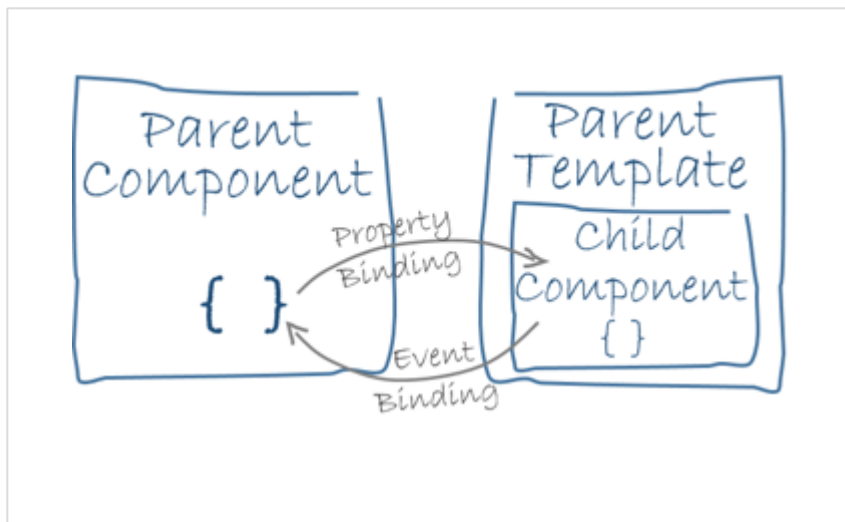 Parent
Component
{ }
Property
Binding
Event
Binding
Parent
Template
Child
Component
{ }